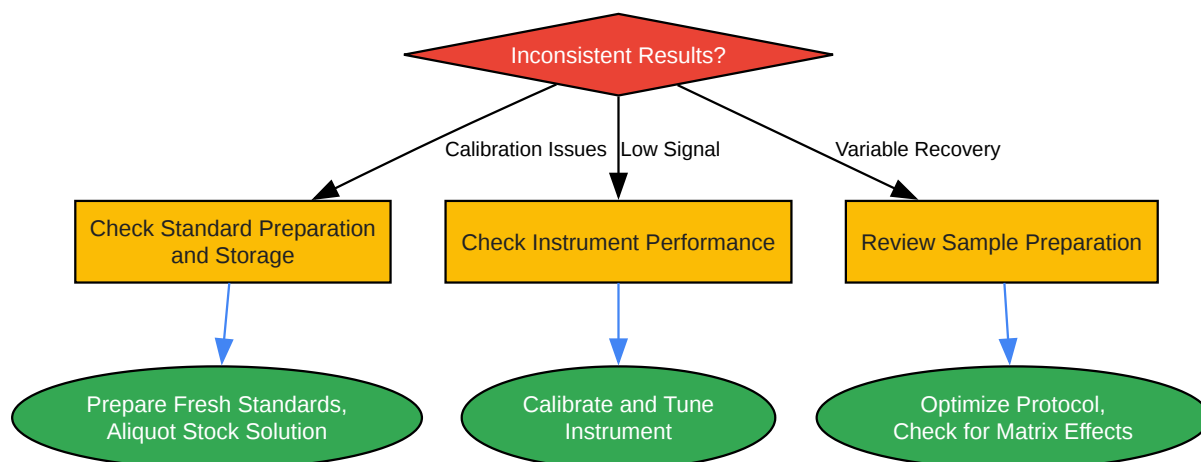 Inconsistent Results?
Calibration Issues
Low Signal
Variable Recovery
Check Standard Preparation
and Storage
Check Instrument Performance
Review Sample Preparation
Prepare Fresh Standards,
Aliquot Stock Solution
Calibrate and Tune
Instrument
Optimize Protocol,
Check for Matrix Effects